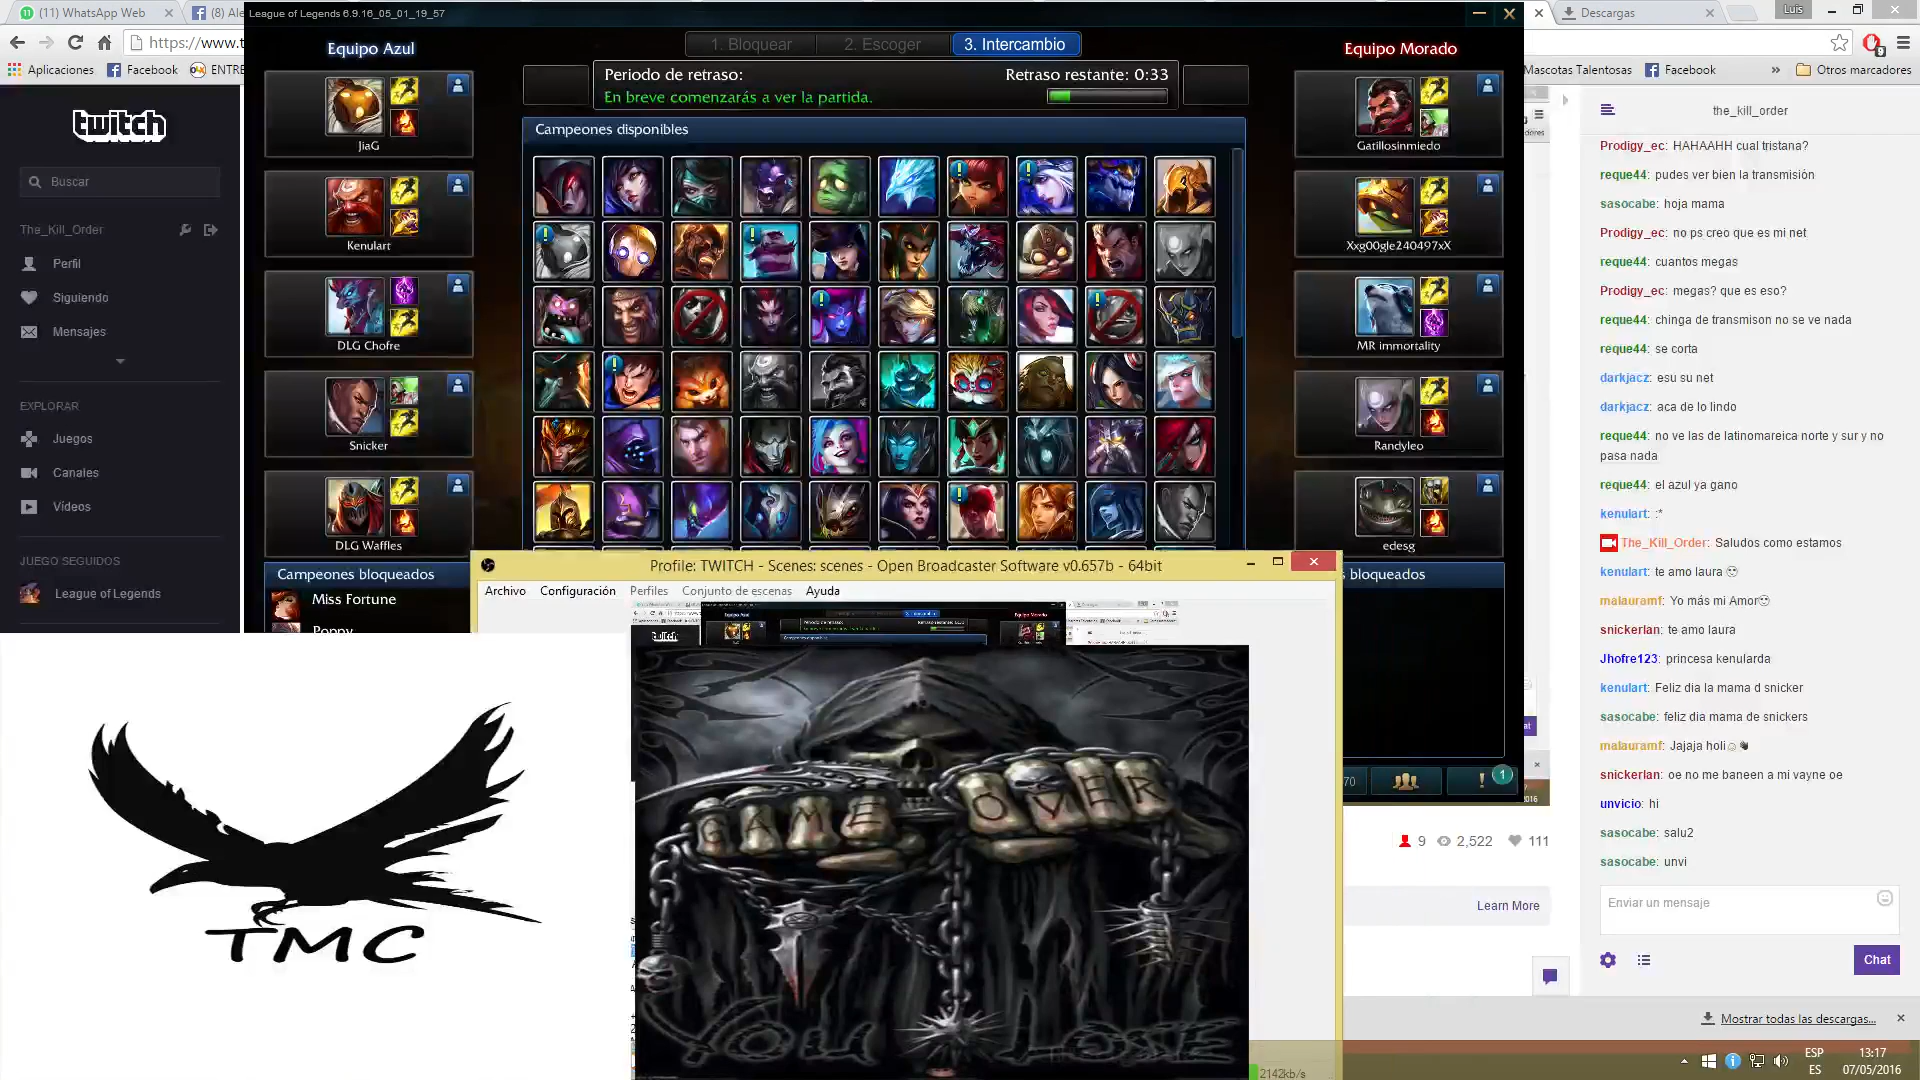 (11) WhatsApp Web
League of Legends 6.9.16_05_01_19_57
Descargas
Luis
https://www.t
Aplicaciones
Facebook
ENTRE
Mascotas Talentosas
Facebook
»
Otros marcadores
twitch
Buscar
The_Kill_Order
Perfil
Siguiendo
Mensajes
EXPLORAR
Juegos
Canales
Vídeos
JUEGO SEGUIDOS
League of Legends
Equipo Azul
1. Bloquear
2. Escoger
3. Intercambio
Equipo Morado
Periodo de retraso:
Retraso restante: 0:33
En breve comenzarás a ver la partida.
Campeones disponibles
JiaG
Kenulart
DLG Chofre
Snicker
DLG Waffles
Campeones bloqueados
Miss Fortune
Poppy
Gatillosinmiedo
Xxg00gle240497xX
MR immortality
Randyleo
edesg
bloqueados
70
1
Profile: TWITCH - Scenes: scenes - Open Broadcaster Software v0.657b - 64bit
Archivo
Configuración
Perfiles
Conjunto de escenas
Ayuda
GAME OVER
YOU LOSE
2142kb/s
TMC
9
2,522
111
Learn More
the_kill_order
Prodigy_ec: HAHAAHH cual tristana?
reque44: pudes ver bien la transmisión
sasocabe: hoja mama
Prodigy_ec: no ps creo que es mi net
reque44: cuantos megas
Prodigy_ec: megas? que es eso?
reque44: chinga de transmison no se ve nada
reque44: se corta
darkjacz: esu su net
darkjacz: aca de lo lindo
reque44: no ve las de latinomareica norte y sur y no
pasa nada
reque44: el azul ya gano
kenulart: :*
The_Kill_Order: Saludos como estamos
kenulart: te amo laura
malauramf: Yo más mi Amor
snickerlan: te amo laura
Jhofre123: princesa kenularda
kenulart: Feliz dia la mama d snicker
sasocabe: feliz dia mama de snickers
malauramf: Jajaja holi
snickerlan: oe no me baneen a mi vayne oe
unvicio: hi
sasocabe: salu2
sasocabe: unvi
Enviar un mensaje
Chat
Mostrar todas las descargas...
ESP
ES
13:17
07/05/2016